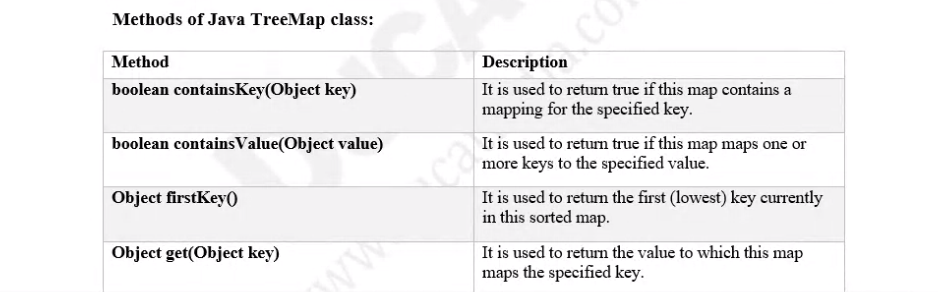 Methods of Java TreeMap class:
Method Description
boolean containsKey(Object key) It is used to return true if this map contains a
mapping for the specified key.
boolean containsValue(Object value) It is used to return true if this map maps one or
more keys to the specified value.
Object firstKey() It is used to return the first (lowest) key currently
in this sorted map.
Object get(Object key) It is used to return the value to which this map
maps the specified key.